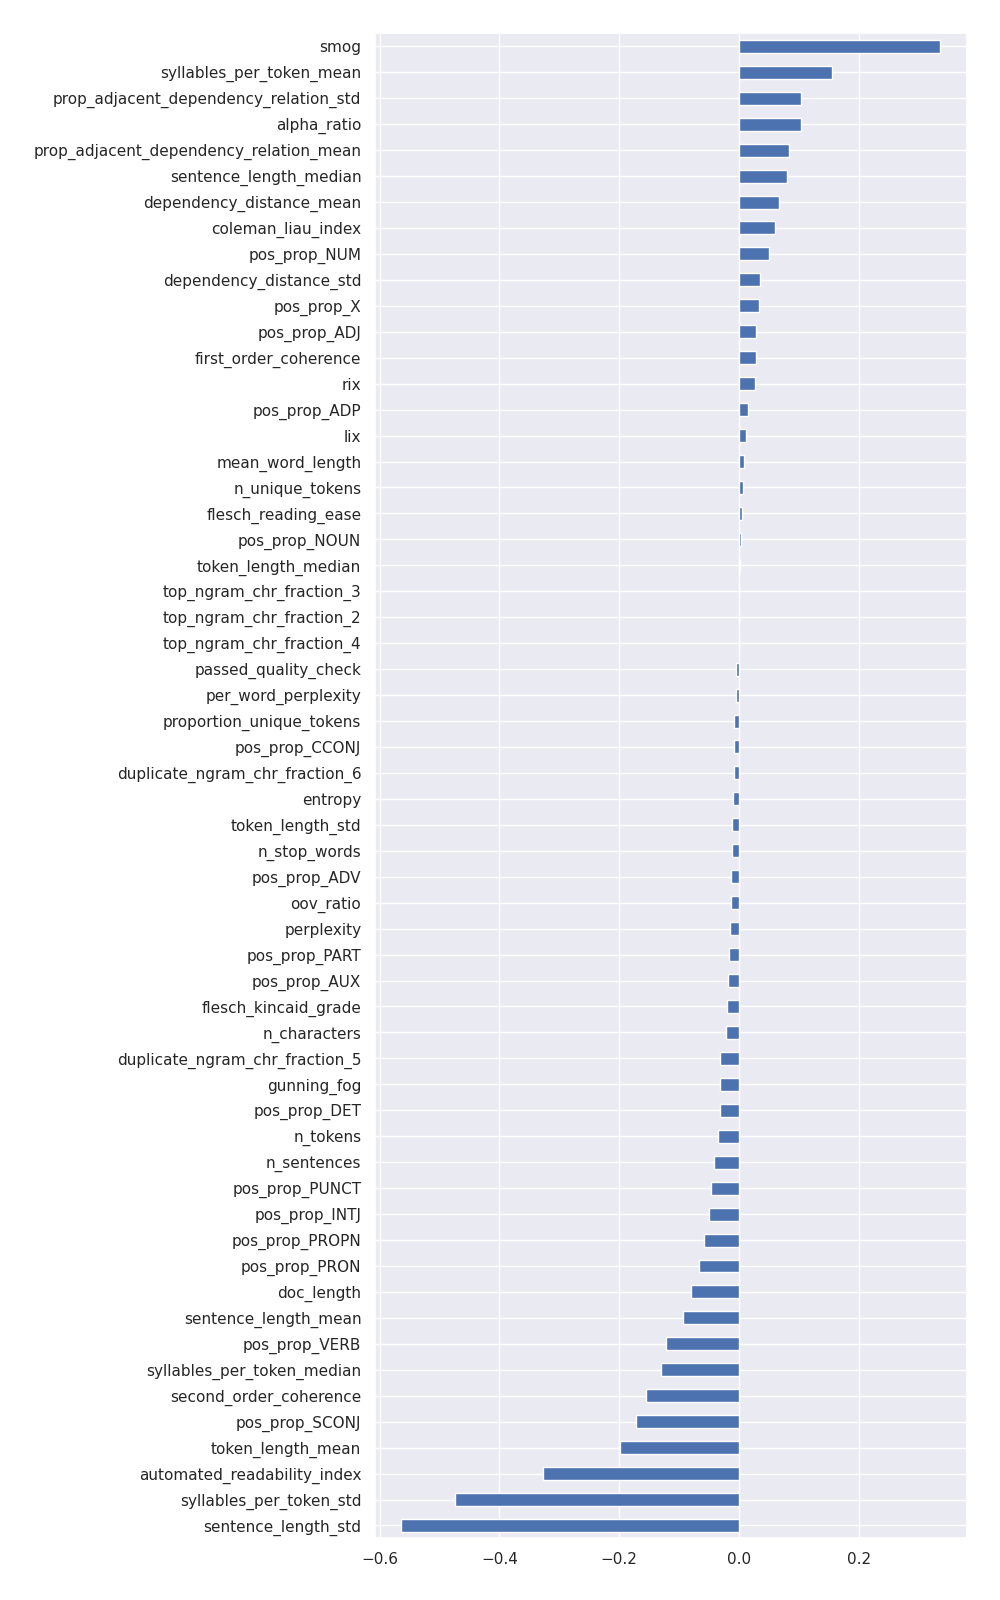 smog
syllables_per_token_mean
prop_adjacent_dependency_relation_std
alpha_ratio
prop_adjacent_dependency_relation_mean
sentence_length_median
dependency_distance_mean
coleman_liau_index
pos_prop_NUM
dependency_distance_std
pos_prop_X
pos_prop_ADJ
first_order_coherence
rix
pos_prop_ADP
lix
mean_word_length
n_unique_tokens
flesch_reading_ease
pos_prop_NOUN
token_length_median
top_ngram_chr_fraction_3
top_ngram_chr_fraction_2
top_ngram_chr_fraction_4
passed_quality_check
per_word_perplexity
proportion_unique_tokens
pos_prop_CCONJ
duplicate_ngram_chr_fraction_6
entropy
token_length_std
n_stop_words
pos_prop_ADV
oov_ratio
perplexity
pos_prop_PART
pos_prop_AUX
flesch_kincaid_grade
n_characters
duplicate_ngram_chr_fraction_5
gunning_fog
pos_prop_DET
n_tokens
n_sentences
pos_prop_PUNCT
pos_prop_INTJ
pos_prop_PROPN
pos_prop_PRON
doc_length
sentence_length_mean
pos_prop_VERB
syllables_per_token_median
second_order_coherence
pos_prop_SCONJ
token_length_mean
automated_readability_index
syllables_per_token_std
sentence_length_std
−0.6 −0.4 −0.2 0.0 0.2